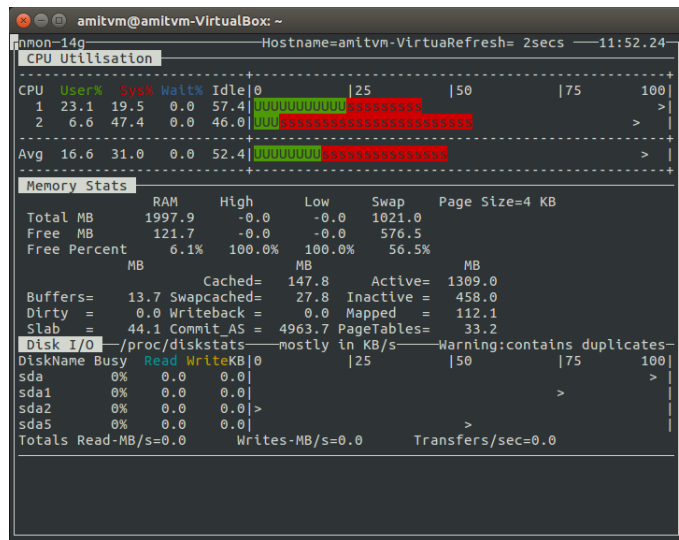 amitvm@amitvm-VirtualBox: ~
nmon─14g─Hostname=amitvm-VirtuaRefresh= 2secs ─11:52.24─
CPU Utilisation
CPU User% Sys% Wait% Idle|0 |25 |50 |75 100|
1 23.1 19.5 0.0 57.4|UUUUUUUUUUUsssssssss >|
2 6.6 47.4 0.0 46.0|UUUsssssssssssssssssssssss > |
Avg 16.6 31.0 0.0 52.4|UUUUUUUUsssssssssssssss > |
Memory Stats
RAM High Low Swap Page Size=4 KB
Total MB 1997.9 -0.0 -0.0 1021.0
Free MB 121.7 -0.0 -0.0 576.5
Free Percent 6.1% 100.0% 100.0% 56.5%
MB MB MB
Cached= 147.8 Active= 1309.0
Buffers= 13.7 Swapcached= 27.8 Inactive = 458.0
Dirty = 0.0 Writeback = 0.0 Mapped = 112.1
Slab = 44.1 Commit_AS = 4963.7 PageTables= 33.2
Disk I/O ─/proc/diskstats─mostly in KB/s─Warning:contains duplicates─
DiskName Busy Read WriteKB|0 |25 |50 |75 100|
sda 0% 0.0 0.0| > |
sda1 0% 0.0 0.0| > |
sda2 0% 0.0 0.0|> |
sda5 0% 0.0 0.0| > |
Totals Read-MB/s=0.0 Writes-MB/s=0.0 Transfers/sec=0.0